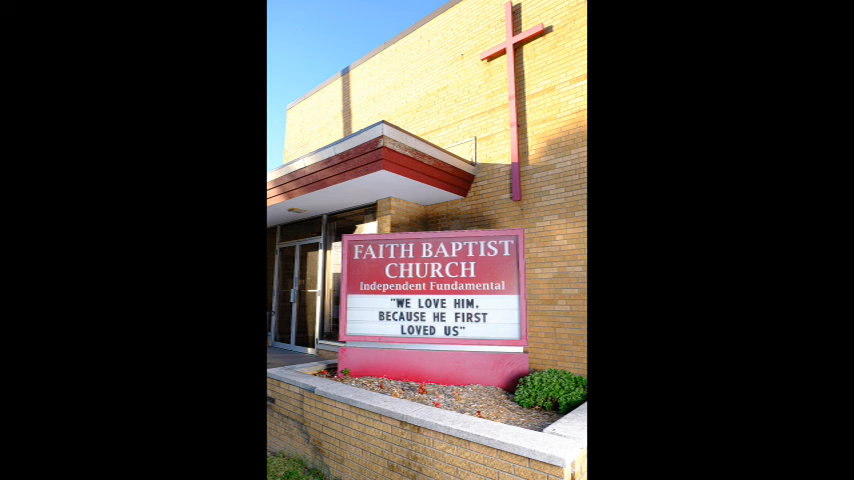 FAITH BAPTIST
CHURCH
Independent Fundamental
"WE LOVE HIM,
BECAUSE HE FIRST
LOVED US"